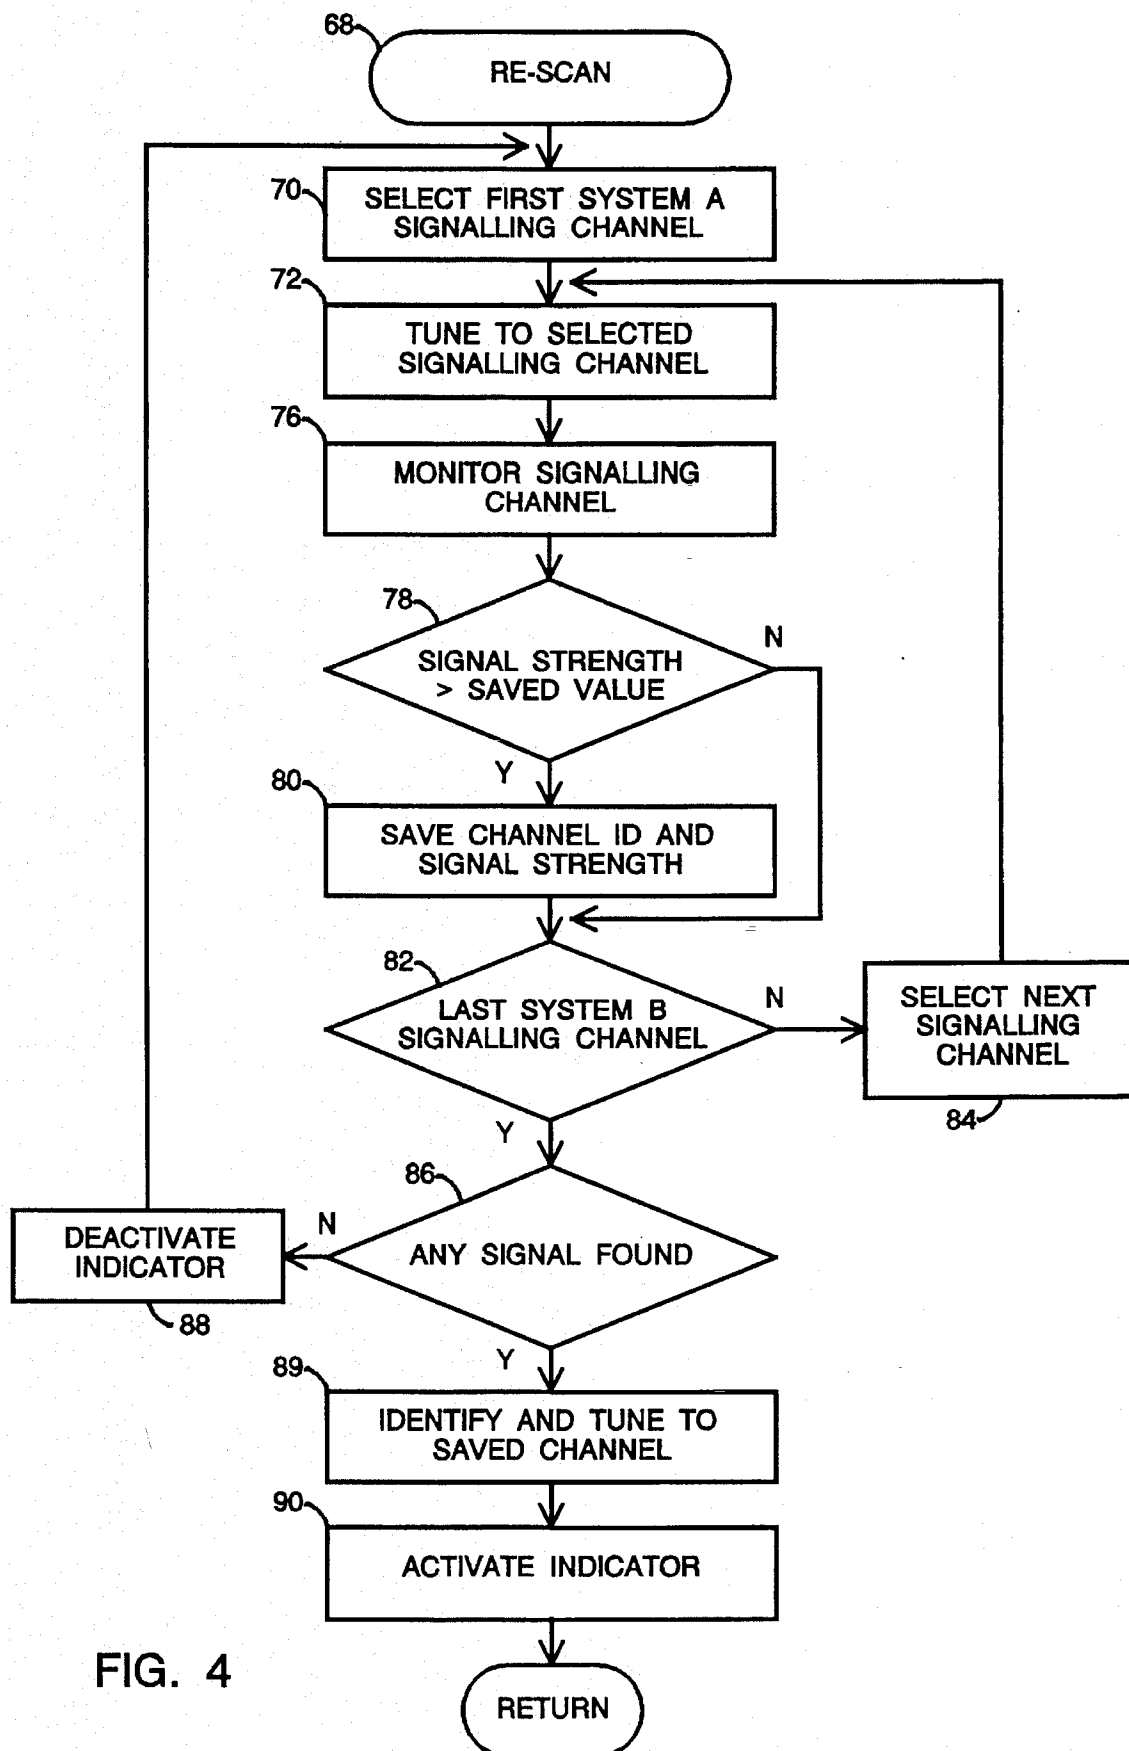 68
RE-SCAN
70
SELECT FIRST SYSTEM A
SIGNALLING CHANNEL
72
TUNE TO SELECTED
SIGNALLING CHANNEL
76
MONITOR SIGNALLING
CHANNEL
78
N
SIGNAL STRENGTH
> SAVED VALUE
Y
80
SAVE CHANNEL ID AND
SIGNAL STRENGTH
82
N
LAST SYSTEM B
SIGNALLING CHANNEL
SELECT NEXT
SIGNALLING
CHANNEL
84
Y
86
N
ANY SIGNAL FOUND
DEACTIVATE
INDICATOR
88
Y
89
IDENTIFY AND TUNE TO
SAVED CHANNEL
90
ACTIVATE INDICATOR
RETURN
FIG. 4